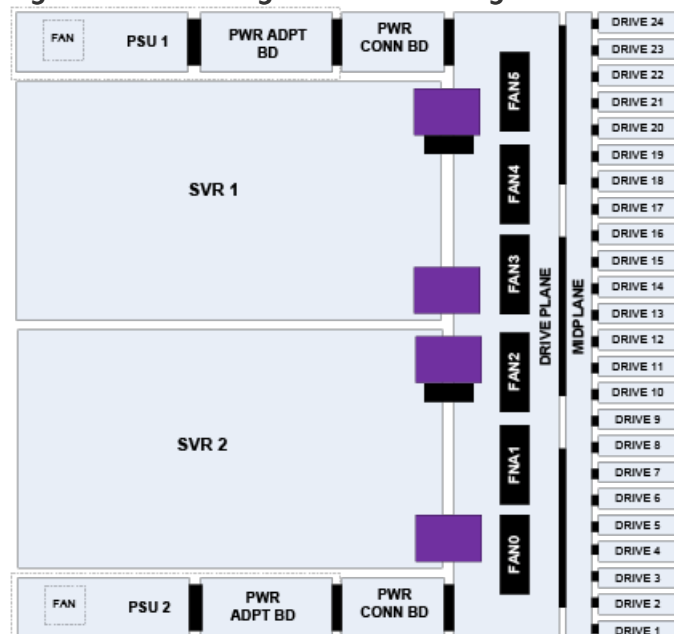 FAN
PSU 1
PWR ADPT
BD
PWR
CONN BD
SVR 1
SVR 2
FAN
PSU 2
PWR
ADPT BD
PWR
CONN BD
FAN5
FAN4
FAN3
FAN2
FNA1
FAN0
DRIVE PLANE
MIDPLANE
DRIVE 24
DRIVE 23
DRIVE 22
DRIVE 21
DRIVE 20
DRIVE 19
DRIVE 18
DRIVE 17
DRIVE 16
DRIVE 15
DRIVE 14
DRIVE 13
DRIVE 12
DRIVE 11
DRIVE 10
DRIVE 9
DRIVE 8
DRIVE 7
DRIVE 6
DRIVE 5
DRIVE 4
DRIVE 3
DRIVE 2
DRIVE 1